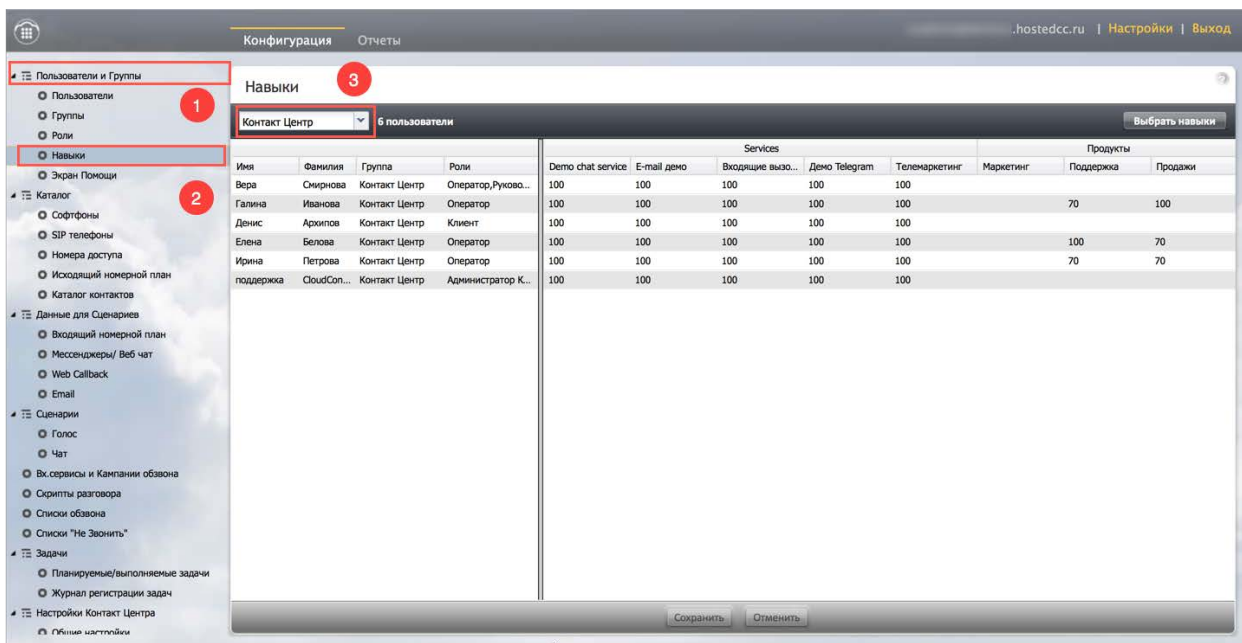 Конфигурация Отчеты .hostedcc.ru | Настройки | Выход
Пользователи и Группы
Пользователи
Группы
Роли
Навыки
Экран Помощи
Каталог
Софтфоны
SIP телефоны
Номера доступа
Исходящий номерной план
Каталог контактов
Данные для Сценариев
Входящий номерной план
Мессенджеры/ Веб чат
Web Callback
Email
Сценарии
Голос
Чат
Вх.сервисы и Кампании обзвона
Скрипты разговора
Списки обзвона
Списки "Не Звонить"
Задачи
Планируемые/выполняемые задачи
Журнал регистрации задач
Настройки Контакт Центра
Общие настройки
1
2
Навыки 3
Контакт Центр 6 пользователи Выбрать навыки
Services Продукты
Имя Фамилия Группа Роли Demo chat service E-mail демо Входящие вызо... Демо Telegram Телемаркетинг Маркетинг Поддержка Продажи
Вера Смирнова Контакт Центр Оператор,Руково... 100 100 100 100 100
Галина Иванова Контакт Центр Оператор 100 100 100 100 100 70 100
Денис Архипов Контакт Центр Клиент 100 100 100 100 100
Елена Белова Контакт Центр Оператор 100 100 100 100 100 100 70
Ирина Петрова Контакт Центр Оператор 100 100 100 100 100 70 70
поддержка CloudCon... Контакт Центр Администратор К... 100 100 100 100 100
Сохранить Отменить